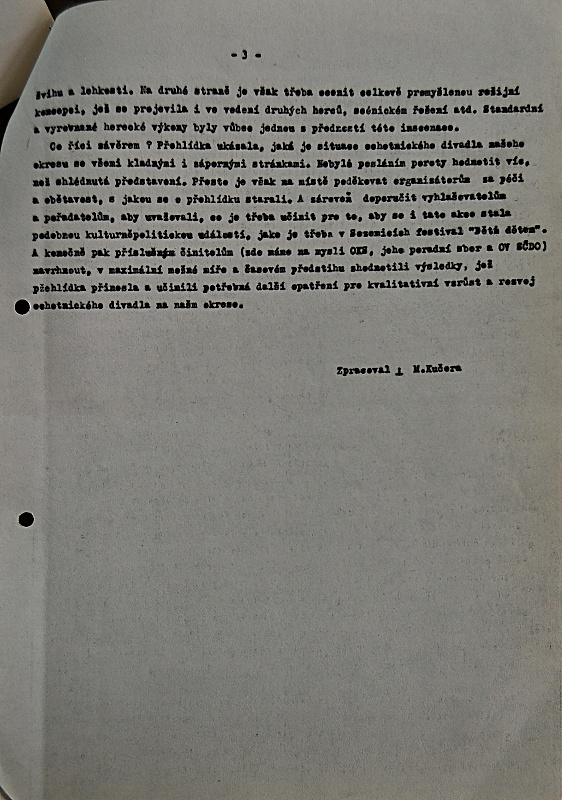 - 3 -
švihu a lehkosti. Na druhé straně je však třeba ocenit celkově promyšlenou režijní
koncepci, jež se projevila i ve vedení druhých herců, scénickém řešení atd. Standardní
a vyrovnané herecké výkony byly vůbec jednou s předností této inscenace.
Co říci závěrem ? Přehlídka ukázala, jaká je situace ochotnického divadla našeho
okresu se všemi kladnými i zápornými stránkami. Nebylo posláním poroty hodnotit víc,
než shlédnutá představení. Přesto je však na místě poděkovat organizátorům za péči
a obětavost, s jakou se o přehlídku starali. A zároveň doporučit vyhlašovatelům
a pořadatelům, aby uvažovali, co je třeba učinit pro to, aby se i tato akce stala
podobnou kulturněpolitickou událostí, jako je třeba v Sezemicích festival "Děti dětem".
A konečně pak příslušným činitelům (zde máme na mysli OKS, jeho poradní sbor a OV SČDO)
navrhnout, v maximální možné míře a časovém předstihu zhodnotili výsledky, jež
přehlídka přinesla a učinili potřebná další opatření pro kvalitativní vzrůst a rozvoj
ochotnického divadla na našm okrese.
Zpracoval : M.Kučera